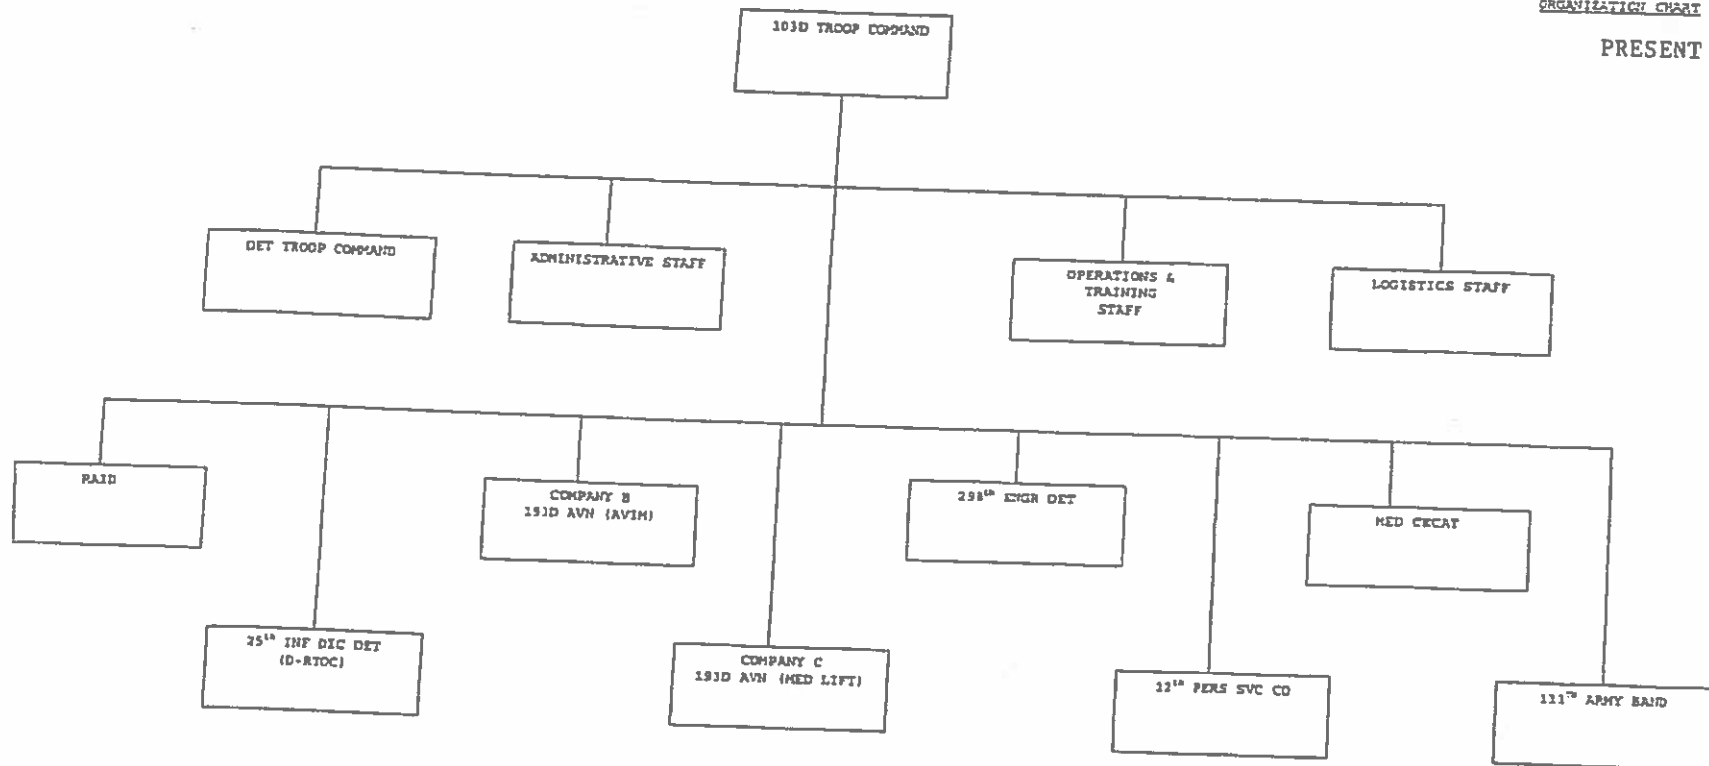 ORGANIZATION CHART
PRESENT
103D TROOP COMMAND
DET TROOP COMMAND
ADMINISTRATIVE STAFF
OPERATIONS &
TRAINING
STAFF
LOGISTICS STAFF
RAID
COMPANY B
193D AVN (AVIM)
298th ENGR DET
MED
25th INF DIC DET
(D-RTOC)
COMPANY C
193D AVN (MED LIFT)
12th PERS SVC CO
111TH ARMY BAND